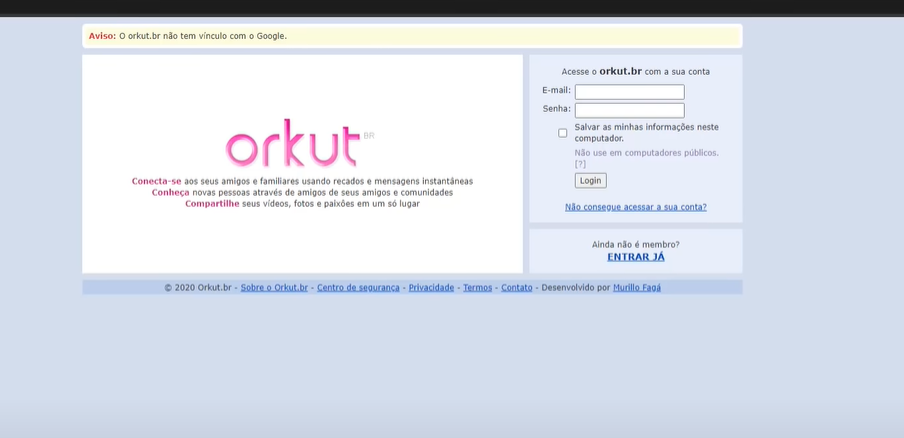 Aviso: O orkut.br não tem vínculo com o Google.
orkut BR
Conecta-se aos seus amigos e familiares usando recados e mensagens instantâneas
Conheça novas pessoas através de amigos de seus amigos e comunidades
Compartilhe seus vídeos, fotos e paixões em um só lugar
Acesse o orkut.br com a sua conta
E-mail:
Senha:
Salvar as minhas informações neste
computador.
Não use em computadores públicos.
[?]
Login
Não consegue acessar a sua conta?
Ainda não é membro?
ENTRAR JÁ
© 2020 Orkut.br - Sobre o Orkut.br - Centro de segurança - Privacidade - Termos - Contato - Desenvolvido por Murillo Fagá